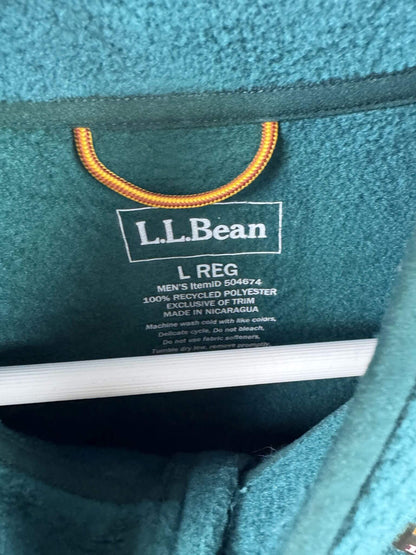 L.L.Bean
L REG
MEN'S ItemID 504674
100% RECYCLED POLYESTER
EXCLUSIVE OF TRIM
MADE IN NICARAGUA
Machine wash cold with like colors,
Delicate cycle, Do not bleach,
Do not use fabric softeners,
Tumble dry low, remove promptly,